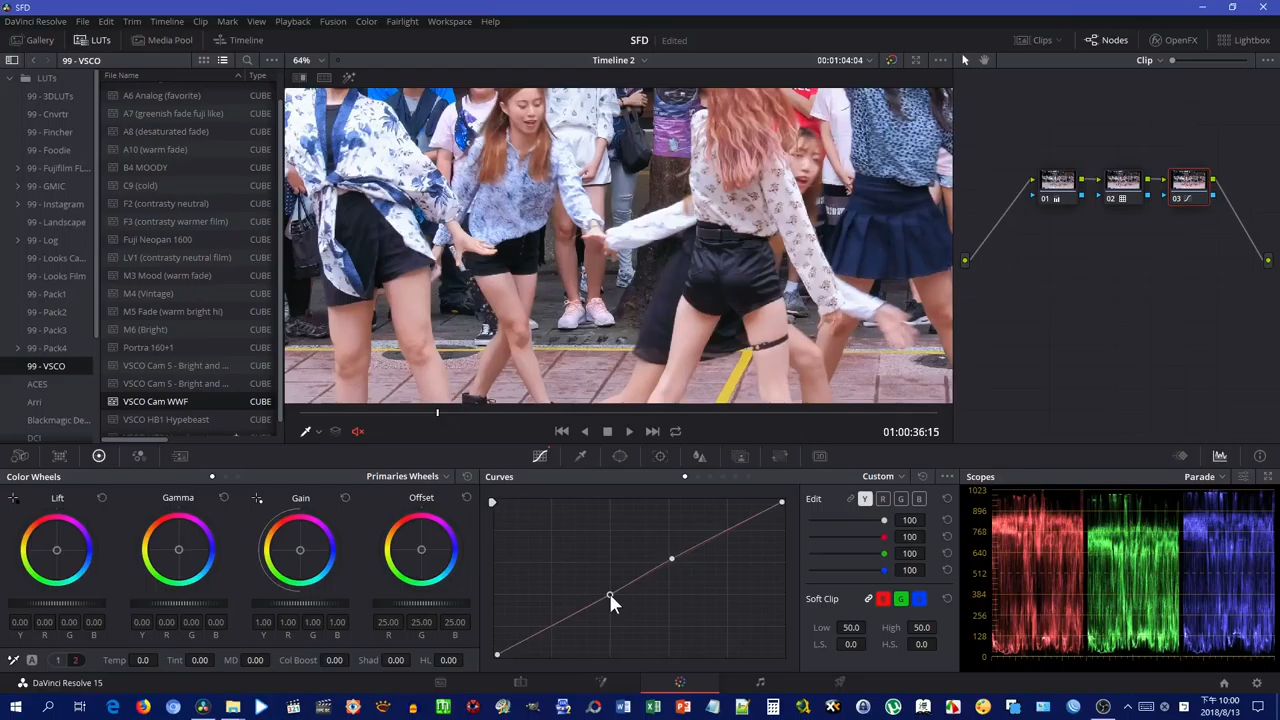 SFD
DaVinci Resolve File Edit Trim Timeline Clip Mark View Playback Fusion Color Fairlight Workspace Help
Gallery LUTs Media Pool Timeline SFD Edited Clips Nodes OpenFX Lightbox
99 - VSCO 64% Timeline 2 00:01:04:04 Clip
LUTs
99 - 3DLUTs
99 - Cnvrtr
99 - Fincher
99 - Foodie
99 - Fujifilm FL...
99 - GMIC
99 - Instagram
99 - Landscape
99 - Log
99 - Looks Ca...
99 - Looks Film
99 - Pack1
99 - Pack2
99 - Pack3
99 - Pack4
99 - VSCO
ACES
Arri
Blackmagic De...
DCI
File Name Type
A6 Analog (favorite) CUBE
A7 (greenish fade fuji like) CUBE
A8 (desaturated fade) CUBE
A10 (warm fade) CUBE
B4 MOODY CUBE
C9 (cold) CUBE
F2 (contrasty neutral) CUBE
F3 (contrasty warmer film) CUBE
Fuji Neopan 1600 CUBE
LV1 (contrasty neutral) CUBE
M3 Mood (warm fade) CUBE
M4 (Vintage) CUBE
M5 Fade (warm bright hi) CUBE
M6 (Bright) CUBE
Portra 160+1 CUBE
VSCO Cam S - Bright and ... CUBE
VSCO Cam S - Bright and ... CUBE
VSCO Cam WWF CUBE
VSCO HB1 Hypebeast CUBE
01 02 03
01:00:36:15
Color Wheels Primaries Wheels
Lift Gamma Gain Offset
0.00 0.00 0.00 0.00 0.00 0.00 0.00 0.00 1.00 1.00 1.00 1.00 25.00 25.00 25.00
Y R G B Y R G B Y R G B R G B
A 1 2 Temp 0.0 Tint 0.00 MD 0.00 Col Boost 0.00 Shad 0.00 HL 0.00
Curves Custom
Edit Y R G B
100
100
100
100
Soft Clip R G
Low 50.0 High 50.0
L.S. 0.0 H.S. 0.0
Scopes Parade
1023
896
768
640
512
384
256
128
0
DaVinci Resolve 15
下午 10:00
2018/8/13